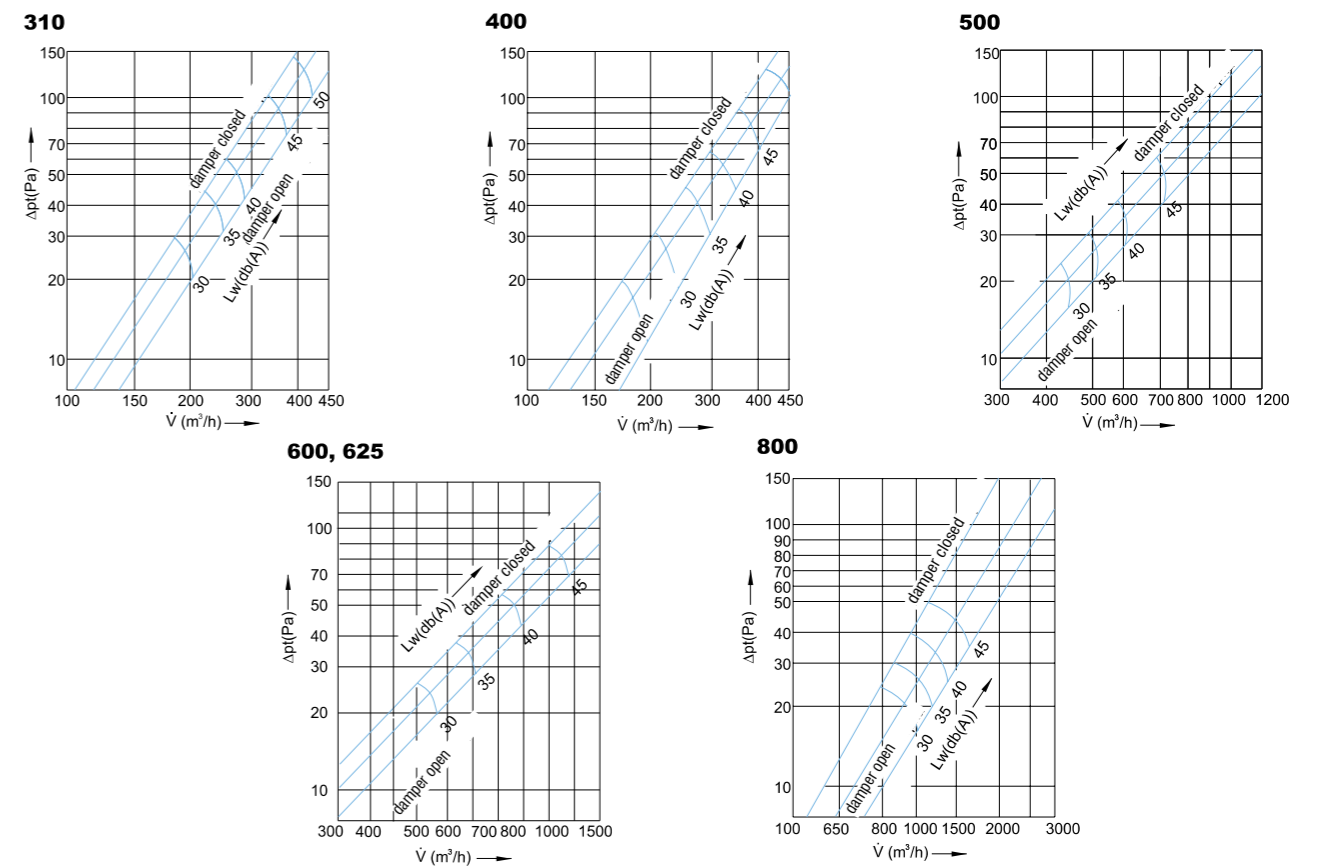 310
150
100
70
50
40
30
20
10
Δpt(Pa)
damper closed
damper open
Lw(db(A))
50
45
40
35
30
100 150 200 300 400 450
V̇ (m³/h)
400
150
100
70
50
40
30
20
10
Δpt(Pa)
damper closed
damper open
Lw(db(A))
45
40
35
30
100 150 200 300 400 450
V̇ (m³/h)
500
150
100
70
50
40
30
20
10
Δpt(Pa)
Lw(db(A))
damper closed
damper open
45
40
35
30
300 400 500 600 700 800 1000 1200
V̇ (m³/h)
600, 625
150
100
70
50
40
30
20
10
Δpt(Pa)
Lw(db(A))
damper closed
damper open
45
40
35
30
300 400 500 600 700 800 1000 1500
V̇ (m³/h)
800
150
100
90
80
70
60
50
40
30
20
10
Δpt(Pa)
damper closed
damper open
Lw(db(A))
45
40
35
30
100 650 800 1000 1500 2000 3000
V̇ (m³/h)